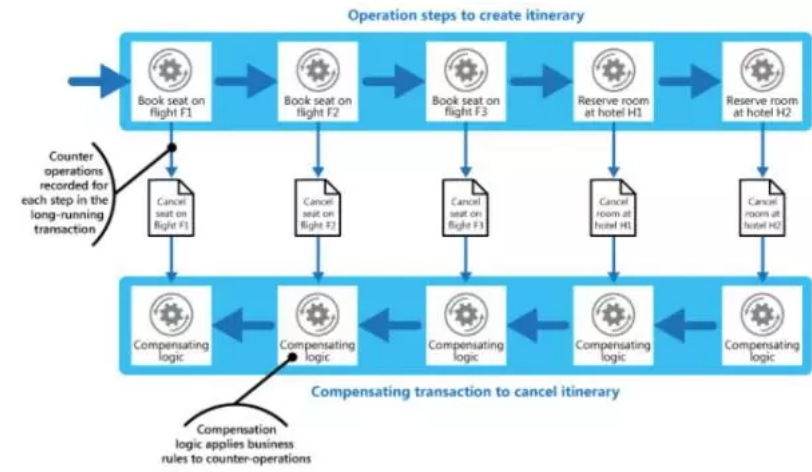 Operation steps to create itinerary
Book seat on
flight F1
Book seat on
flight F2
Book seat on
flight F3
Reserve room
at hotel H1
Reserve room
at hotel H2
Counter
operations
recorded for
each step in the
long-running
transaction
Cancel
seat on
flight F1
Cancel
seat on
flight F2
Cancel
seat on
flight F3
Cancel
room at
hotel H1
Cancel
room at
hotel H2
Compensating
logic
Compensating
logic
Compensating
logic
Compensating
logic
Compensating
logic
Compensating transaction to cancel itinerary
Compensation
logic applies business
rules to counter-operations